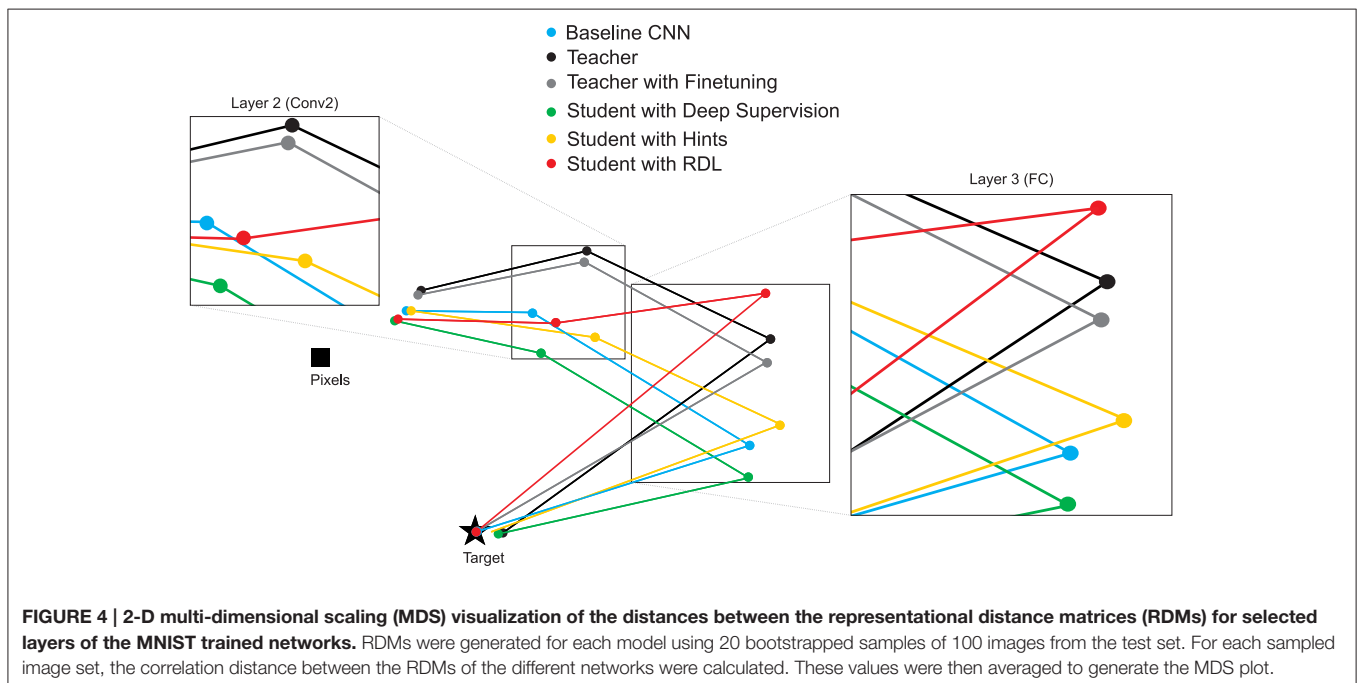 Baseline CNN
Teacher
Teacher with Finetuning
Student with Deep Supervision
Student with Hints
Student with RDL
Layer 2 (Conv2)
Layer 3 (FC)
Pixels
Target
FIGURE 4 | 2-D multi-dimensional scaling (MDS) visualization of the distances between the representational distance matrices (RDMs) for selected
layers of the MNIST trained networks. RDMs were generated for each model using 20 bootstrapped samples of 100 images from the test set. For each sampled
image set, the correlation distance between the RDMs of the different networks were calculated. These values were then averaged to generate the MDS plot.